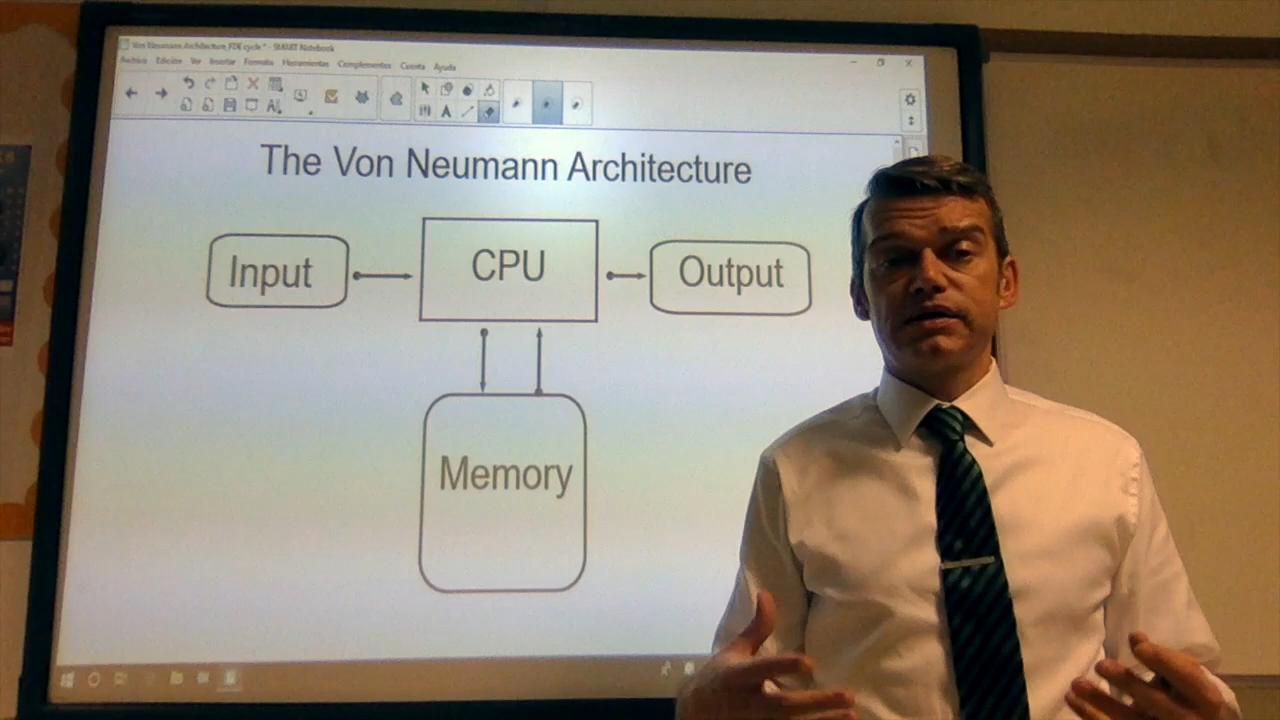 Von Neumann Architecture_FDE cycle * - SMART Notebook
Archivo Edición Ver Insertar Formato Herramientas Complementos Cuenta Ayuda
The Von Neumann Architecture
Input
CPU
Output
Memory